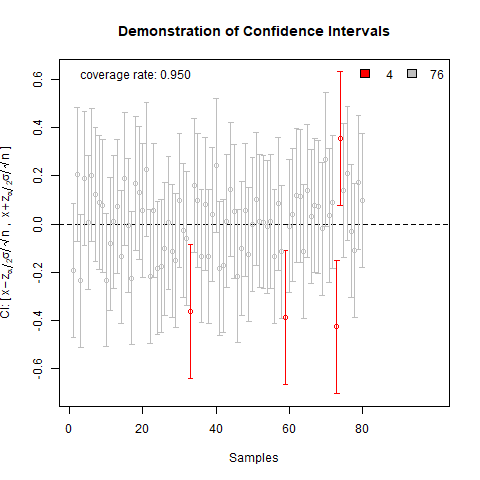 Demonstration of Confidence Intervals
coverage rate: 0.950
4
76
CI: [ x−zα/2σ/√n , x+zα/2σ/√n ]
0.6
0.4
0.2
0.0
-0.2
-0.4
-0.6
0 20 40 60 80
Samples